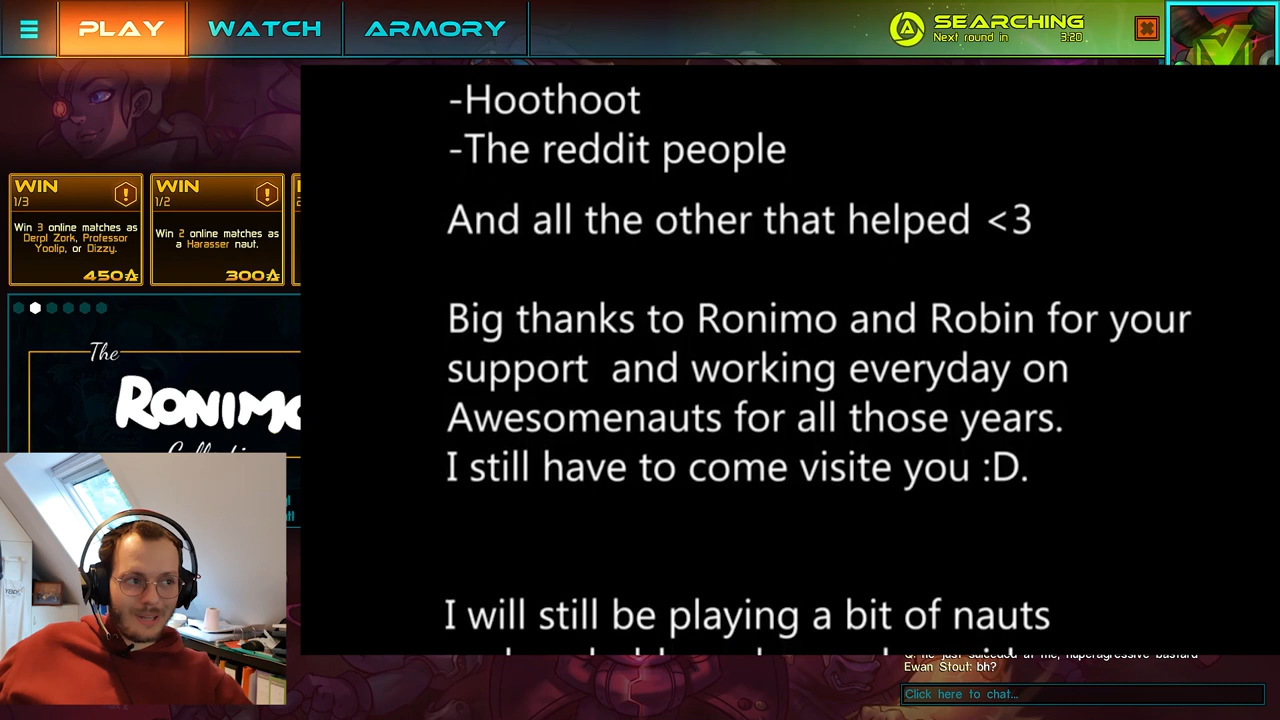 PLAY
WATCH
ARMORY
SEARCHING
Next round in 3:20
-Hoothoot
-The reddit people
And all the other that helped <3
WIN
1/3
Win 3 online matches as
Derpl Zork, Professor
Yoolip, or Dizzy.
450
WIN
1/2
Win 2 online matches as
a Harasser naut.
300
Big thanks to Ronimo and Robin for your
support and working everyday on
Awesomenauts for all those years.
I still have to come visite you :D.
The
RONIMO
I will still be playing a bit of nauts
Ewan Stout: bh?
Click here to chat...